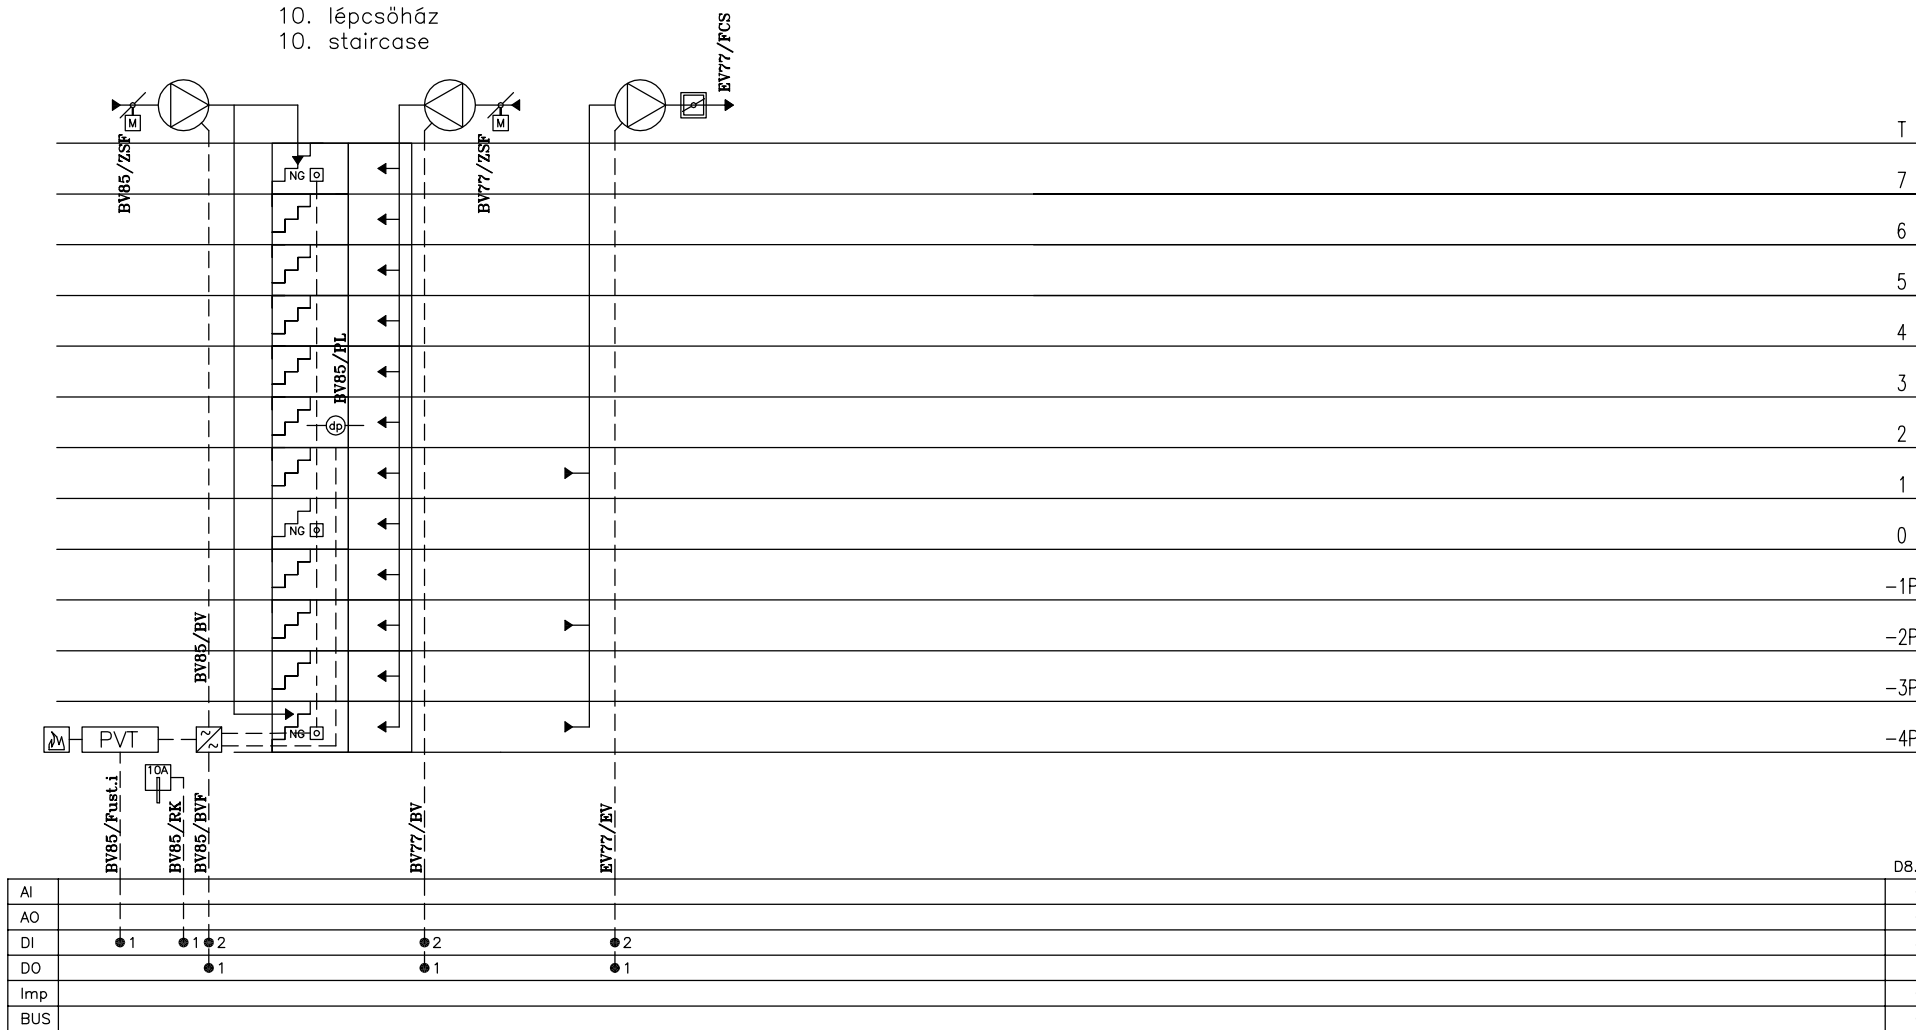 10. lépcsöház
10. staircase
EV77/FCS
M
M
BV85/ZSF
BV77/ZSF
T
NG
7
6
5
4
BV85/PL
3
dp
2
1
NG
0
-1P
BV85/BV
-2P
-3P
PVT
~
~
NG
-4P
10A
BV85/Fust.i
BV85/RK
BV85/BVF
BV77/BV
EV77/EV
D8.
AI
AO
DI 1 1 2 2 2
DO 1 1 1
Imp
BUS